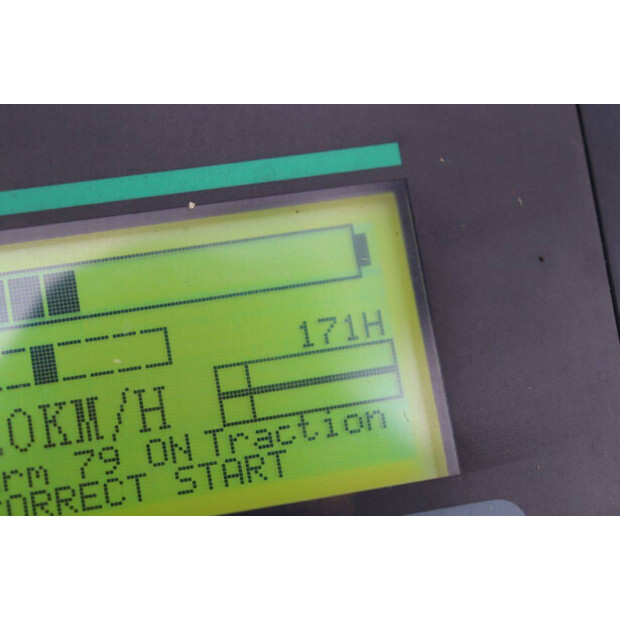 171H
.0KM/H
rm 79 ON Traction
ORRECT START